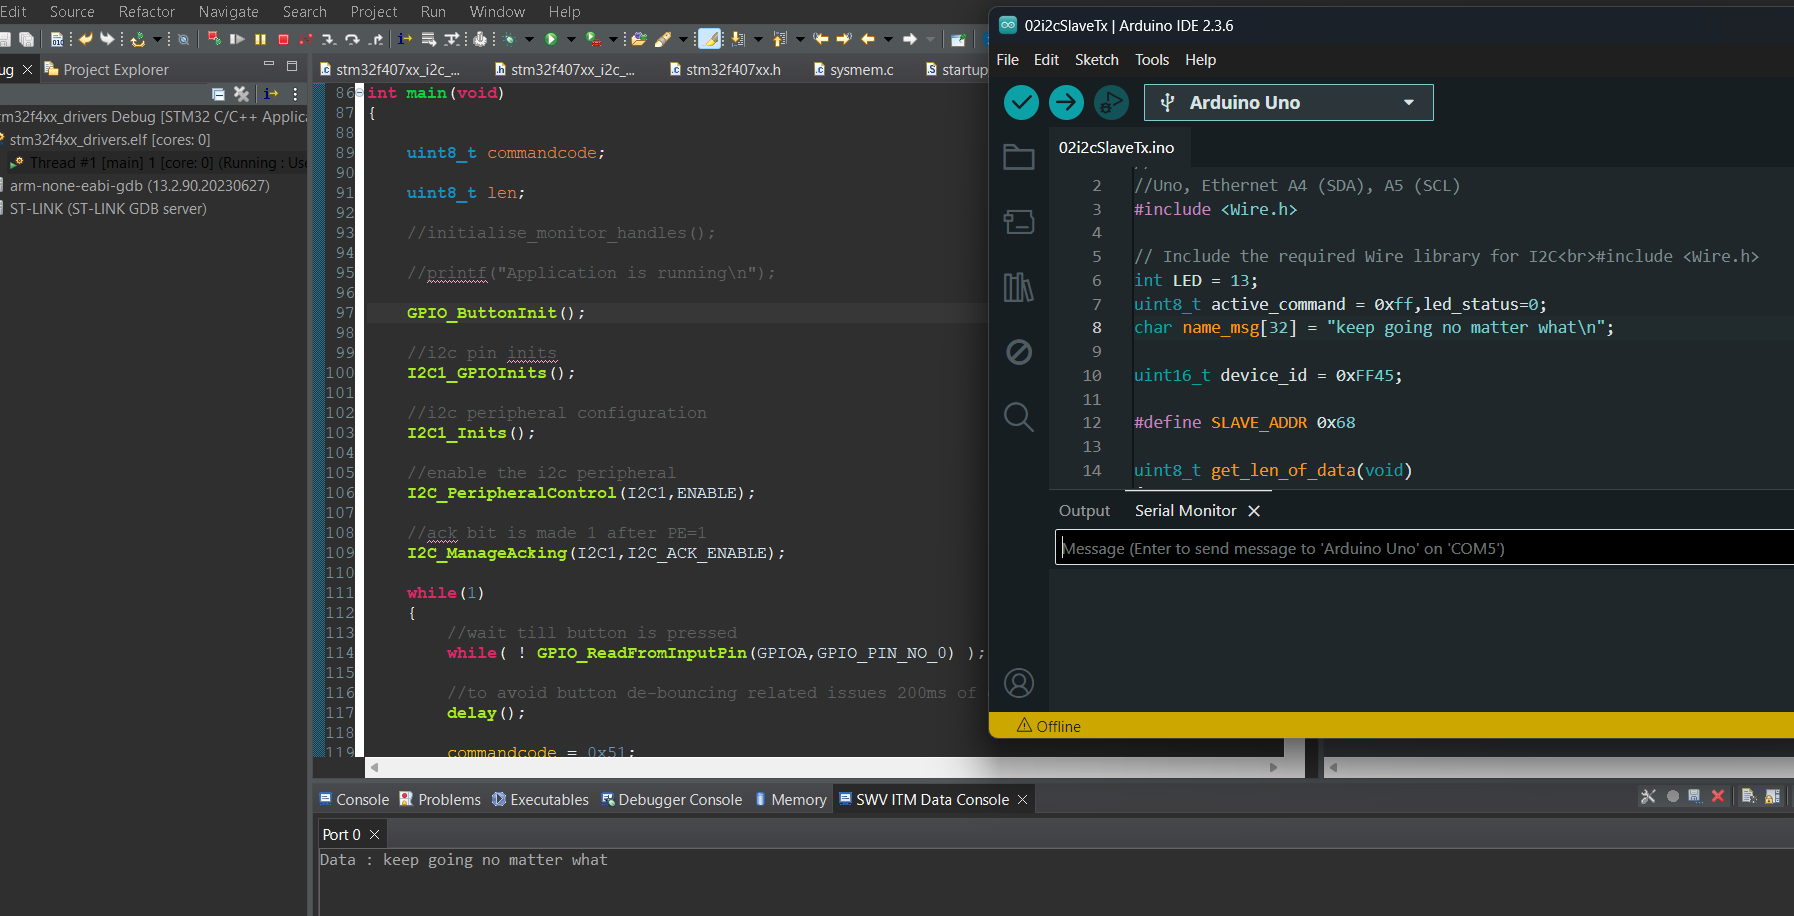 Edit Source Refactor Navigate Search Project Run Window Help
ug Project Explorer
m32f4xx_drivers Debug [STM32 C/C++ Applica
stm32f4xx_drivers.elf [cores: 0]
Thread #1 [main] 1 [core: 0] (Running : Use
arm-none-eabi-gdb (13.2.90.20230627)
ST-LINK (ST-LINK GDB server)
stm32f407xx_i2c_... stm32f407xx_i2c_... stm32f407xx.h sysmem.c startup
86 int main(void)
87 {
88
89 uint8_t commandcode;
90
91 uint8_t len;
92
93 //initialise_monitor_handles();
94
95 //printf("Application is running\n");
96
97 GPIO_ButtonInit();
98
99 //i2c pin inits
100 I2C1_GPIOInits();
101
102 //i2c peripheral configuration
103 I2C1_Inits();
104
105 //enable the i2c peripheral
106 I2C_PeripheralControl(I2C1,ENABLE);
107
108 //ack bit is made 1 after PE=1
109 I2C_ManageAcking(I2C1,I2C_ACK_ENABLE);
110
111 while(1)
112 {
113 //wait till button is pressed
114 while( ! GPIO_ReadFromInputPin(GPIOA,GPIO_PIN_NO_0) );
115
116 //to avoid button de-bouncing related issues 200ms of
117 delay();
118
119 commandcode = 0x51;
Console Problems Executables Debugger Console Memory SWV ITM Data Console
Port 0
Data : keep going no matter what
02i2cSlaveTx | Arduino IDE 2.3.6
File Edit Sketch Tools Help
Arduino Uno
02i2cSlaveTx.ino
2 //Uno, Ethernet A4 (SDA), A5 (SCL)
3 #include <Wire.h>
4
5 // Include the required Wire library for I2C<br>#include <Wire.h>
6 int LED = 13;
7 uint8_t active_command = 0xff,led_status=0;
8 char name_msg[32] = "keep going no matter what\n";
9
10 uint16_t device_id = 0xFF45;
11
12 #define SLAVE_ADDR 0x68
13
14 uint8_t get_len_of_data(void)
Output Serial Monitor
Message (Enter to send message to 'Arduino Uno' on 'COM5')
Offline